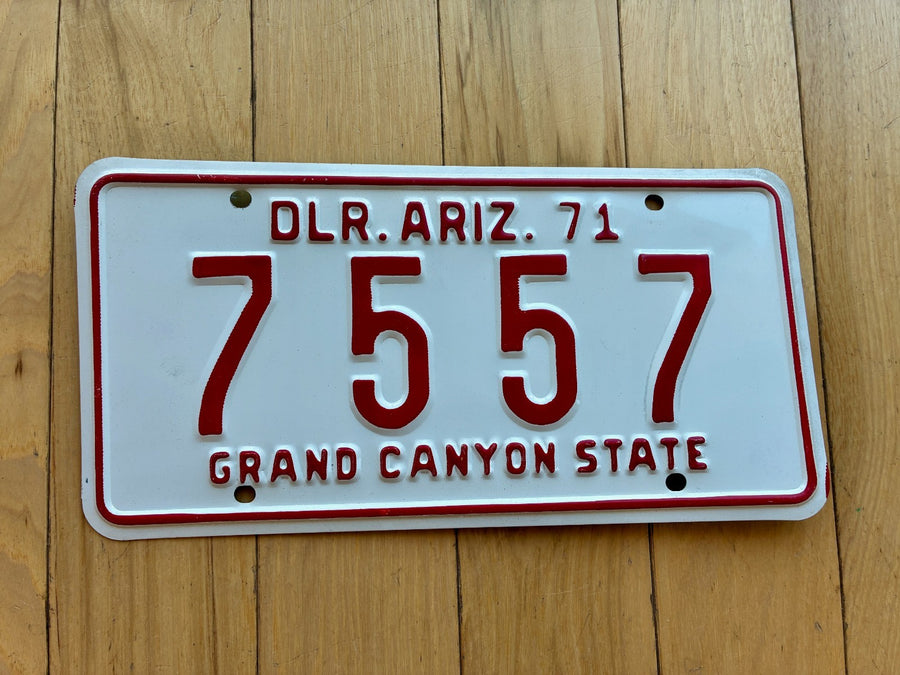 DLR. ARIZ. 71
7557
GRAND CANYON STATE